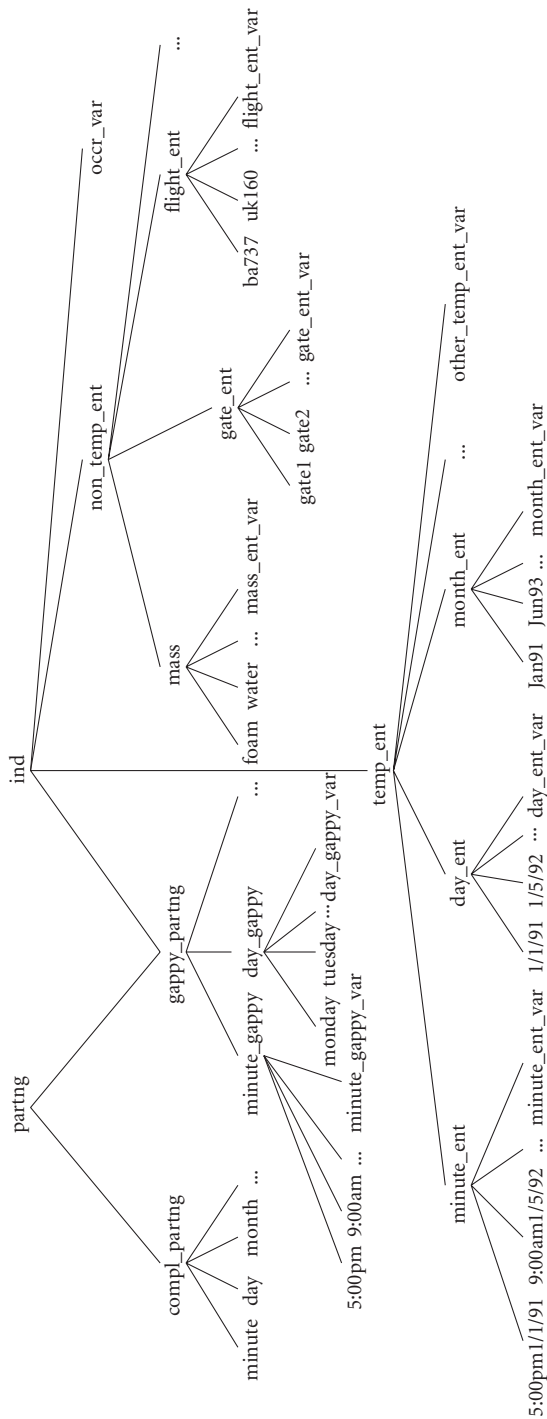 partng ind
compl_partng gappy_partng non_temp_ent occr_var
minute day month ... minute_gappy day_gappy ... mass gate_ent flight_ent ...
5:00pm 9:00am ... minute_gappy_var
monday tuesday ... day_gappy_var
foam water ... mass_ent_var
gate1 gate2 ... gate_ent_var
ba737 uk160 ... flight_ent_var
temp_ent
minute_ent day_ent month_ent ... other_temp_ent_var
5:00pm1/1/91 9:00am1/5/92 ... minute_ent_var 1/1/91 1/5/92 ... day_ent_var Jan91 Jun93 ... month_ent_var